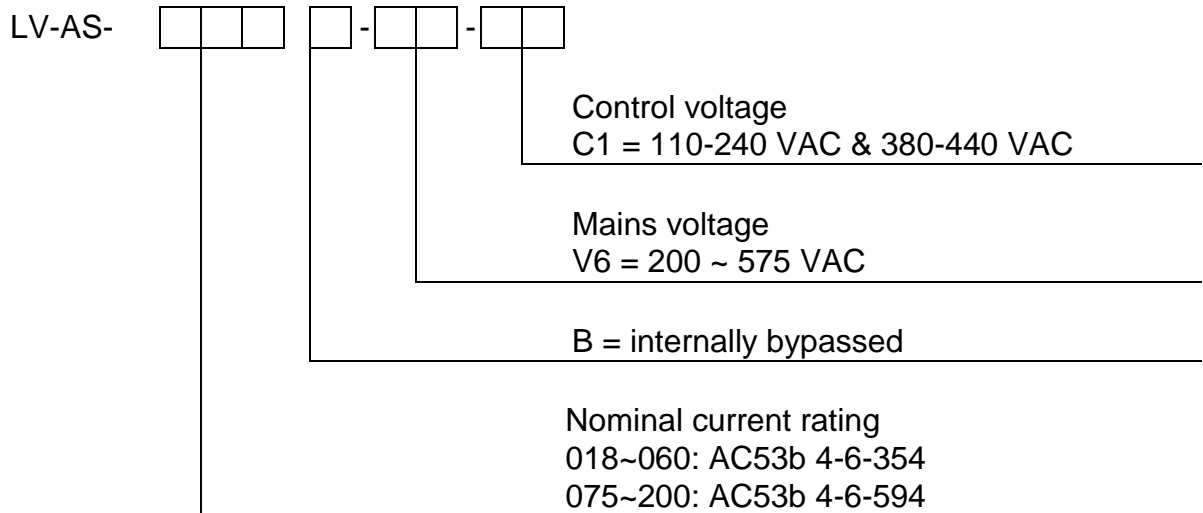 LV-AS- - -
Control voltage
C1 = 110-240 VAC & 380-440 VAC
Mains voltage
V6 = 200 ~ 575 VAC
B = internally bypassed
Nominal current rating
018~060: AC53b 4-6-354
075~200: AC53b 4-6-594